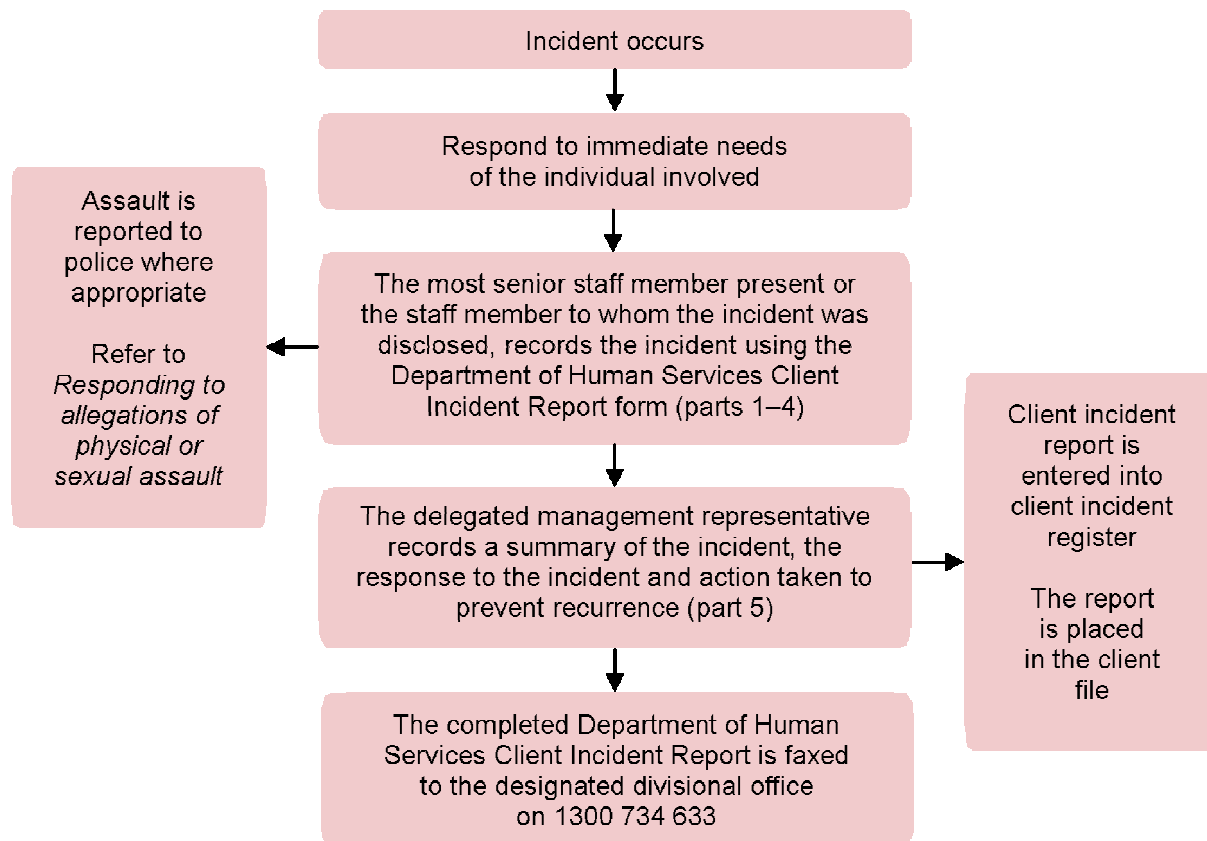 Incident occurs
Respond to immediate needs
of the individual involved
Assault is
reported to
police where
appropriate
Refer to
Responding to
allegations of
physical or
sexual assault
The most senior staff member present or
the staff member to whom the incident was
disclosed, records the incident using the
Department of Human Services Client
Incident Report form (parts 1–4)
The delegated management representative
records a summary of the incident, the
response to the incident and action taken to
prevent recurrence (part 5)
Client incident
report is
entered into
client incident
register
The report
is placed
in the client
file
The completed Department of Human
Services Client Incident Report is faxed
to the designated divisional office
on 1300 734 633